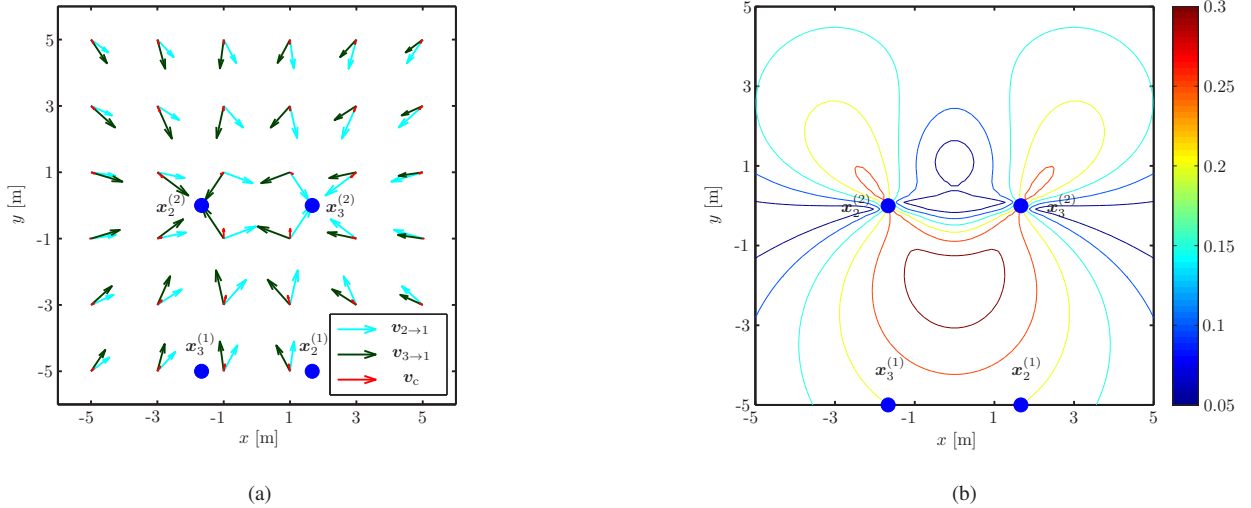 5
3
1
-1
-3
-5
y [m]
-5
-3
-1
1
3
5
x [m]
x_2^{(2)}
x_3^{(2)}
x_3^{(1)}
x_2^{(1)}
v_{2→1}
v_{3→1}
v_c
(a)
5
3
1
-1
-3
-5
y [m]
-5
-3
-1
1
3
5
x [m]
x_2^{(2)}
x_3^{(2)}
x_3^{(1)}
x_2^{(1)}
0.3
0.25
0.2
0.15
0.1
0.05
(b)